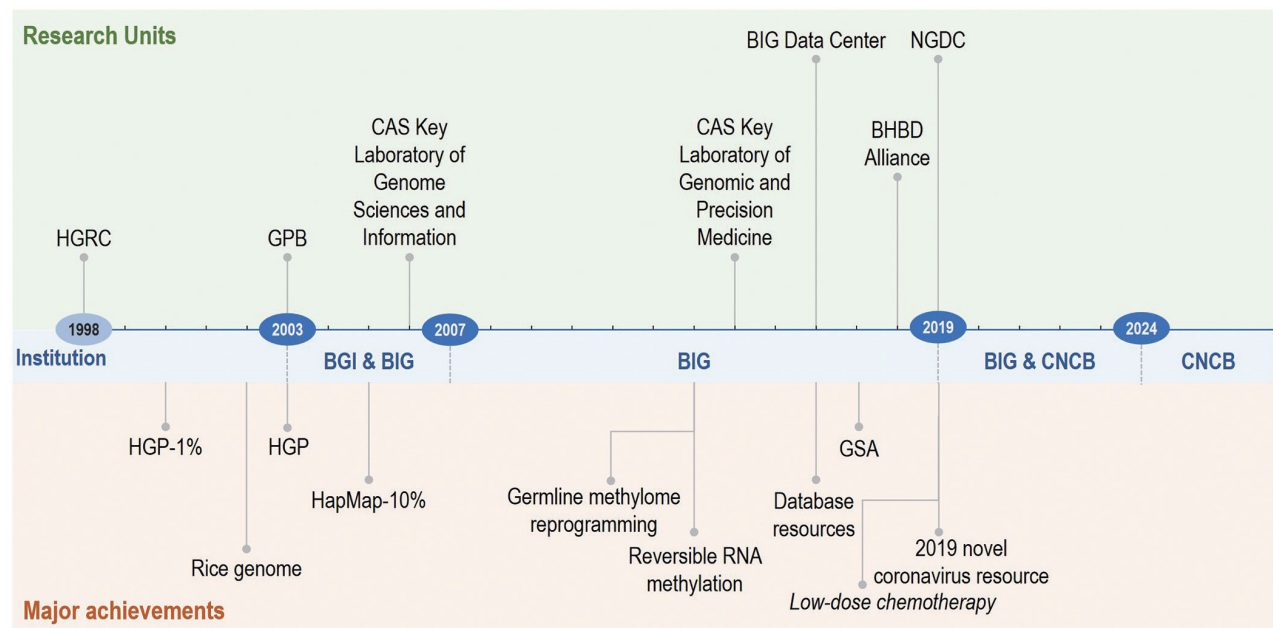 Research Units
BIG Data Center
NGDC
CAS Key
Laboratory of
Genome
Sciences and
Information
CAS Key
Laboratory of
Genomic and
Precision
Medicine
BHBD
Alliance
HGRC
GPB
1998
2003
2007
2019
2024
Institution
BGI & BIG
BIG
BIG & CNCB
CNCB
HGP-1%
HGP
GSA
HapMap-10%
Germline methylome
reprogramming
Database
resources
Rice genome
Reversible RNA
methylation
2019 novel
coronavirus resource
Low-dose chemotherapy
Major achievements